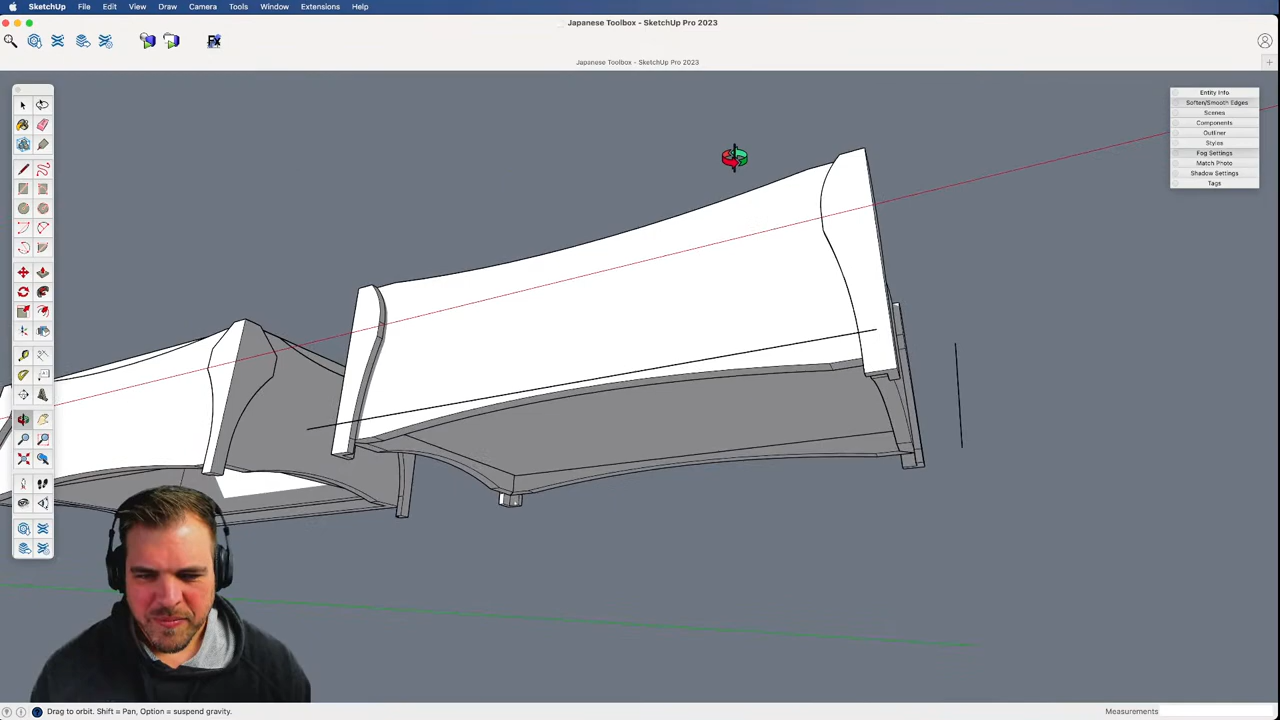 SketchUp File Edit View Draw Camera Tools Window Extensions Help
Japanese Toolbox - SketchUp Pro 2023
Japanese Toolbox - SketchUp Pro 2023
Entity Info
Soften/Smooth Edges
Scenes
Components
Outliner
Styles
Fog Settings
Match Photo
Shadow Settings
Tags
Drag to orbit. Shift = Pan, Option = suspend gravity.
Measurements